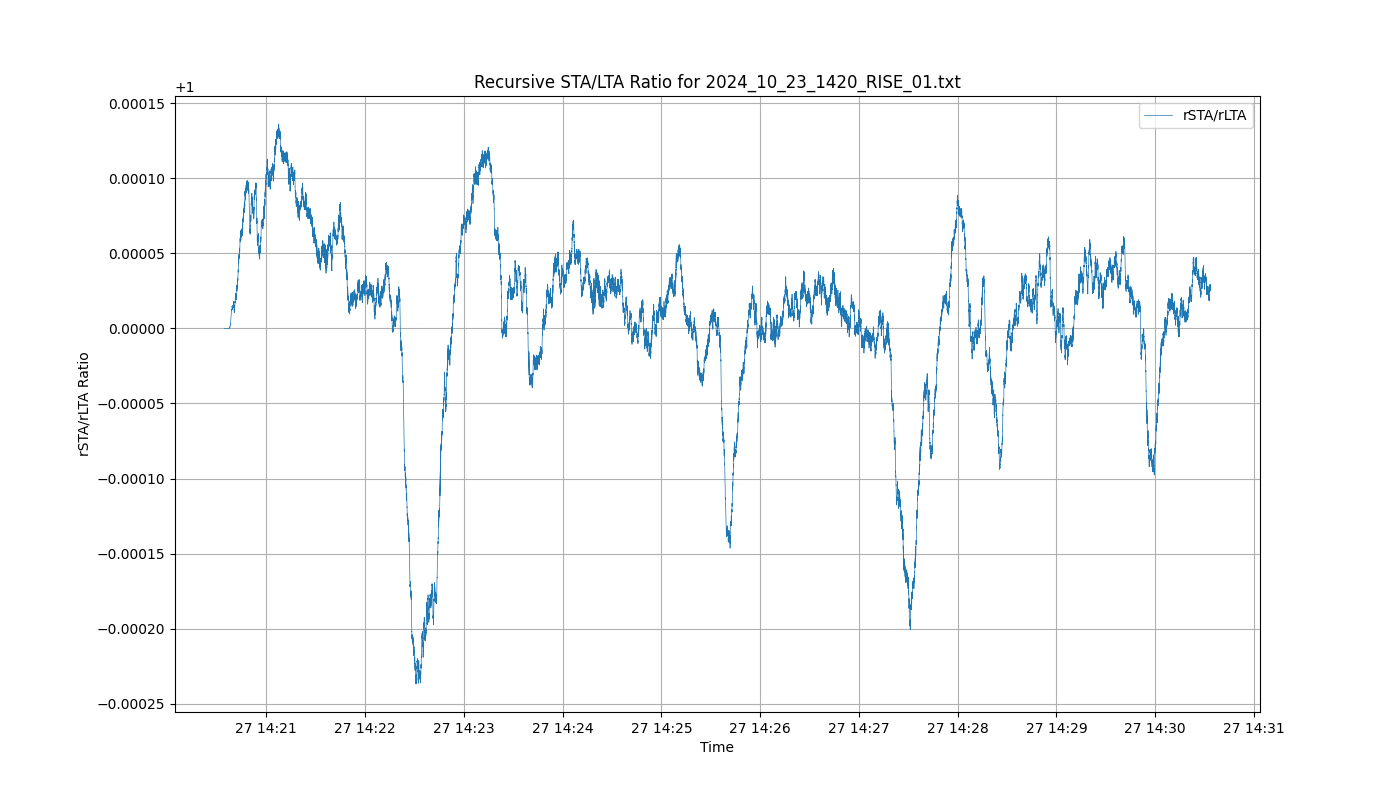 Recursive STA/LTA Ratio for 2024_10_23_1420_RISE_01.txt
+1
rSTA/rLTA
0.00015
0.00010
0.00005
0.00000
−0.00005
−0.00010
−0.00015
−0.00020
−0.00025
rSTA/rLTA Ratio
27 14:21 27 14:22 27 14:23 27 14:24 27 14:25 27 14:26 27 14:27 27 14:28 27 14:29 27 14:30 27 14:31
Time